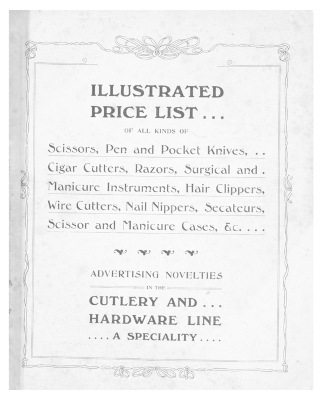 ILLUSTRATED
PRICE LIST . . .
OF ALL KINDS OF
Scissors, Pen and Pocket Knives, . .
Cigar Cutters, Razors, Surgical and .
Manicure Instruments, Hair Clippers,
Wire Cutters, Nail Nippers, Secateurs,
Scissor and Manicure Cases, &c. . . .
ADVERTISING NOVELTIES
IN THE
CUTLERY AND . . .
HARDWARE LINE
. . . . A SPECIALITY . . . .